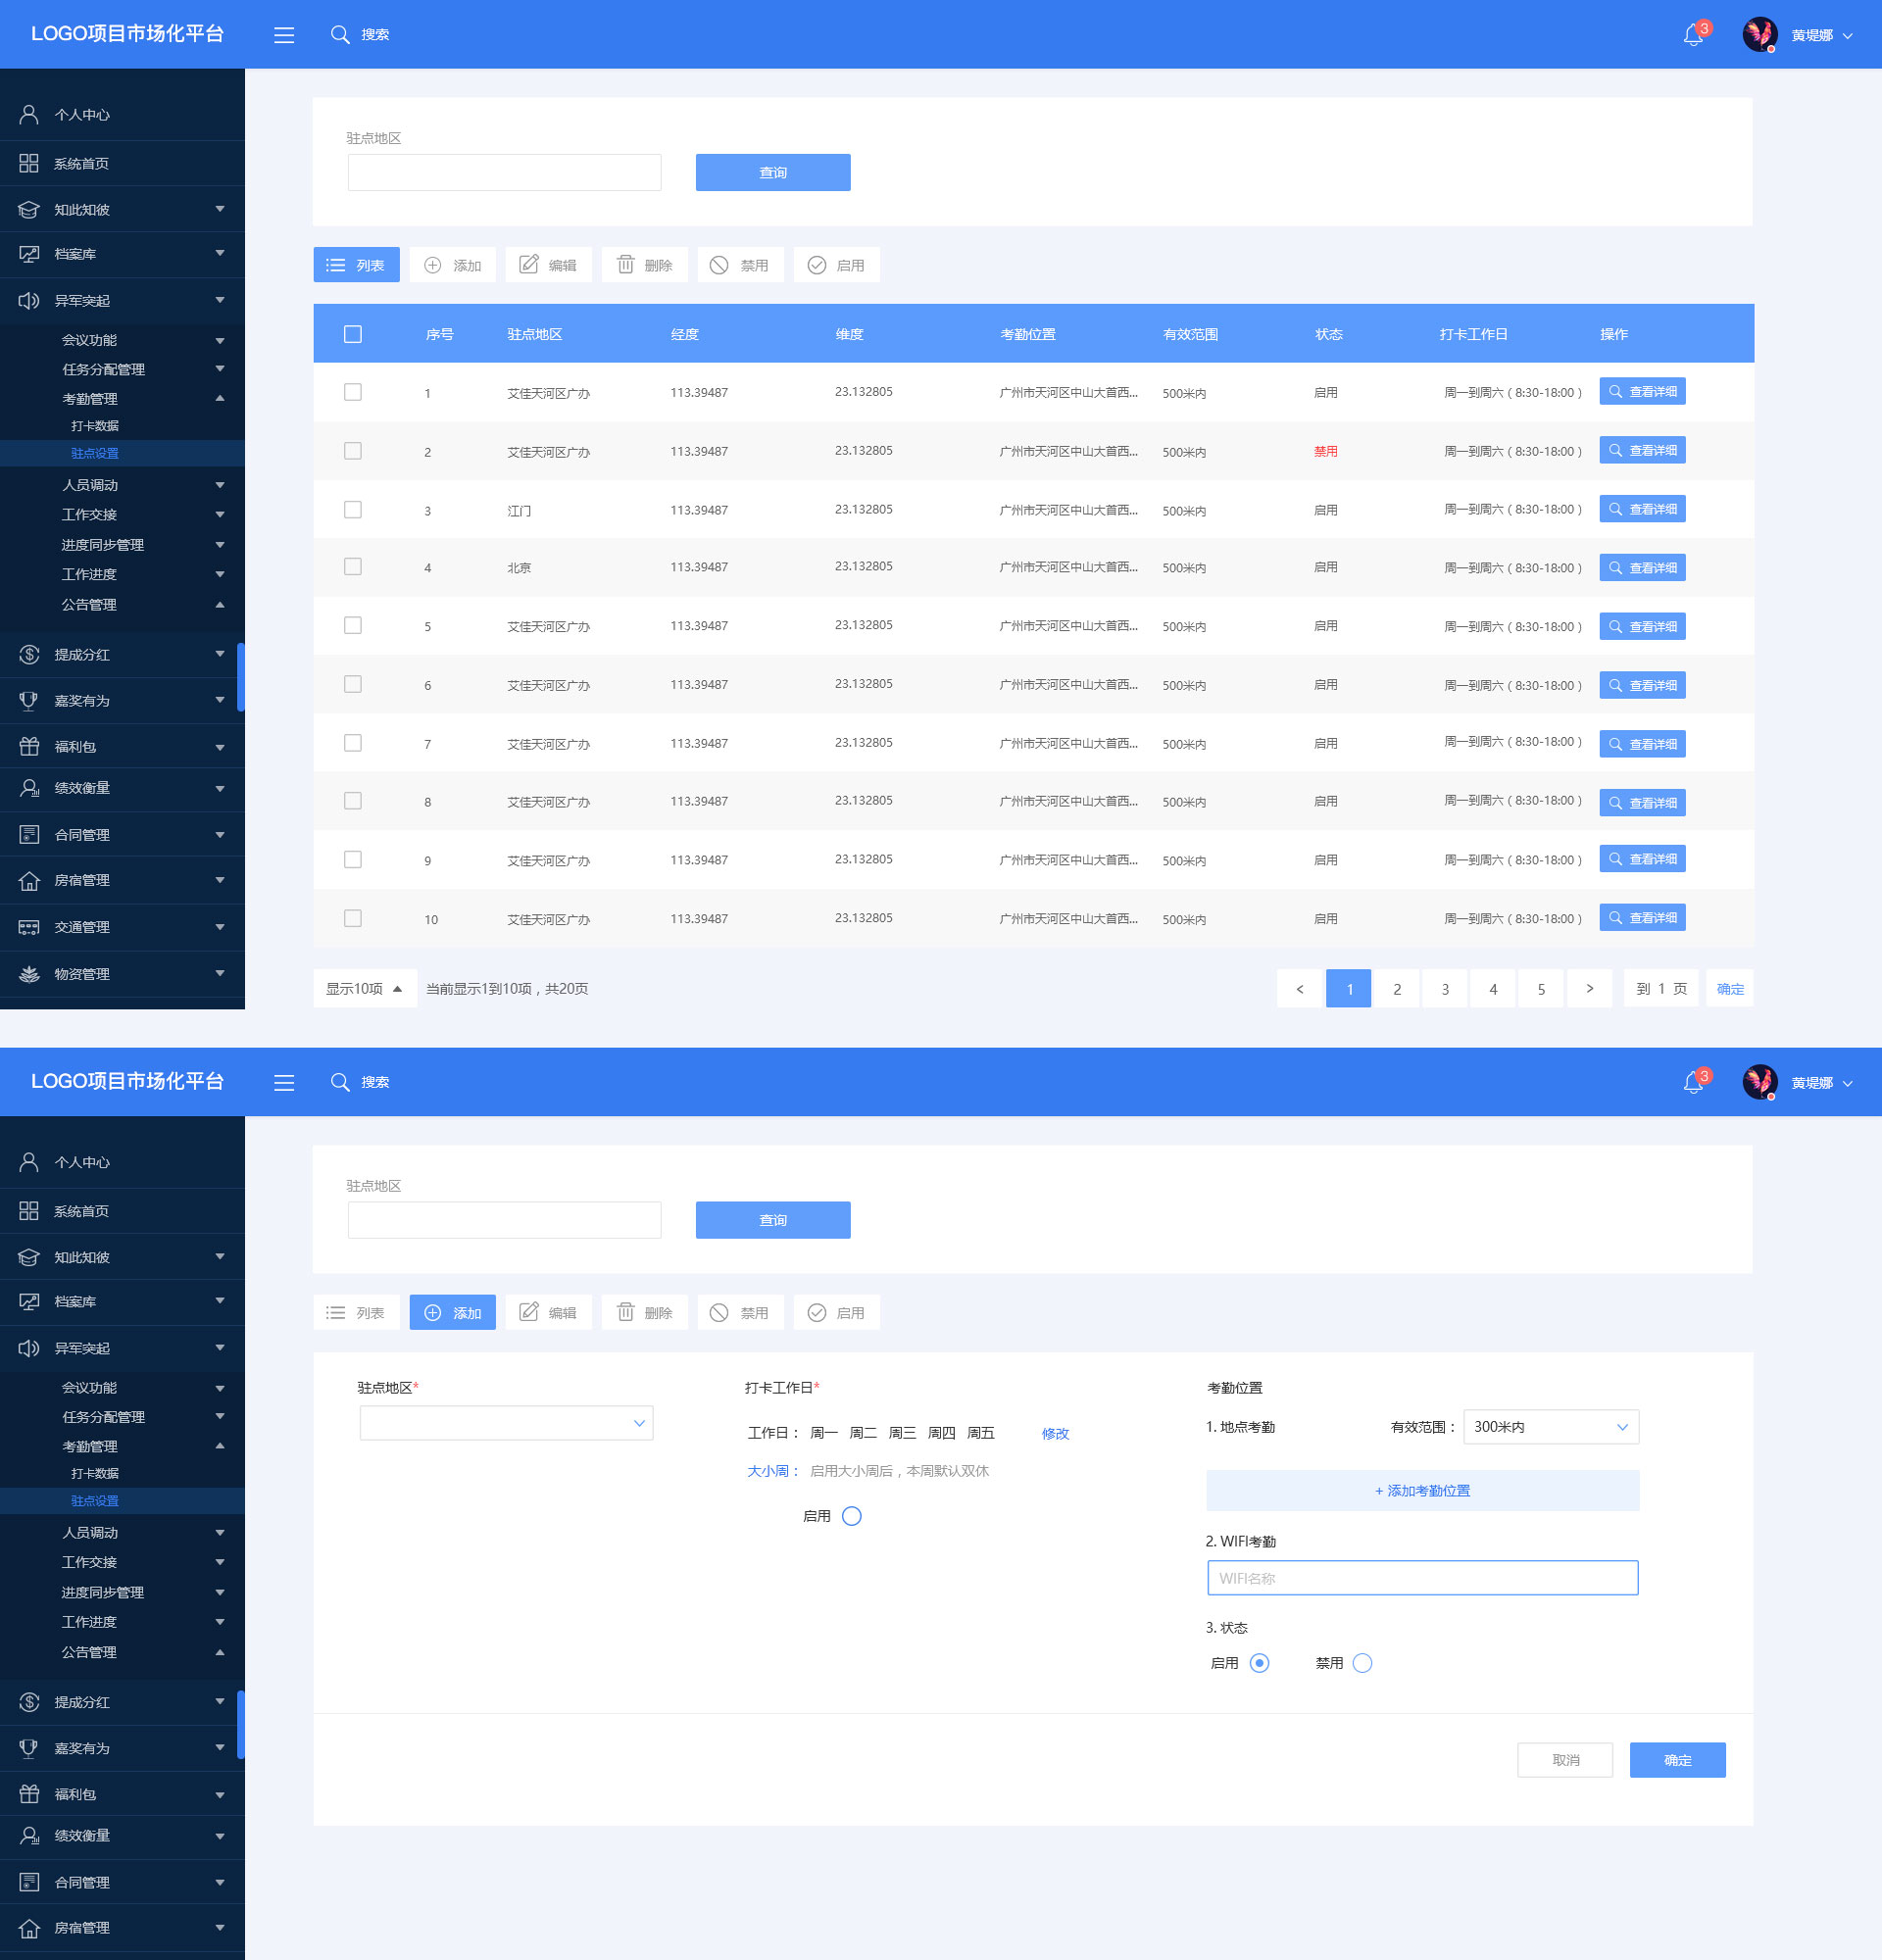 LOGO项目市场化平台 搜索 3 黄堤娜
个人中心
系统首页
知此知彼
档案库
异军突起
会议功能
任务分配管理
考勤管理
打卡数据
驻点设置
人员调动
工作交接
进度同步管理
工作进度
公告管理
提成分红
嘉奖有为
福利包
绩效衡量
合同管理
房宿管理
交通管理
物资管理
驻点地区
查询
列表 添加 编辑 删除 禁用 启用
序号 驻点地区 经度 维度 考勤位置 有效范围 状态 打卡工作日 操作
1 艾佳天河区广办 113.39487 23.132805 广州市天河区中山大首西... 500米内 启用 周一到周六 ( 8:30-18:00 ) 查看详细
2 艾佳天河区广办 113.39487 23.132805 广州市天河区中山大首西... 500米内 禁用 周一到周六 ( 8:30-18:00 ) 查看详细
3 江门 113.39487 23.132805 广州市天河区中山大首西... 500米内 启用 周一到周六 ( 8:30-18:00 ) 查看详细
4 北京 113.39487 23.132805 广州市天河区中山大首西... 500米内 启用 周一到周六 ( 8:30-18:00 ) 查看详细
5 艾佳天河区广办 113.39487 23.132805 广州市天河区中山大首西... 500米内 启用 周一到周六 ( 8:30-18:00 ) 查看详细
6 艾佳天河区广办 113.39487 23.132805 广州市天河区中山大首西... 500米内 启用 周一到周六 ( 8:30-18:00 ) 查看详细
7 艾佳天河区广办 113.39487 23.132805 广州市天河区中山大首西... 500米内 启用 周一到周六 ( 8:30-18:00 ) 查看详细
8 艾佳天河区广办 113.39487 23.132805 广州市天河区中山大首西... 500米内 启用 周一到周六 ( 8:30-18:00 ) 查看详细
9 艾佳天河区广办 113.39487 23.132805 广州市天河区中山大首西... 500米内 启用 周一到周六 ( 8:30-18:00 ) 查看详细
10 艾佳天河区广办 113.39487 23.132805 广州市天河区中山大首西... 500米内 启用 周一到周六 ( 8:30-18:00 ) 查看详细
显示10项 当前显示1到10项，共20页 < 1 2 3 4 5 > 到 1 页 确定
LOGO项目市场化平台 搜索 3 黄堤娜
个人中心
系统首页
知此知彼
档案库
异军突起
会议功能
任务分配管理
考勤管理
打卡数据
驻点设置
人员调动
工作交接
进度同步管理
工作进度
公告管理
提成分红
嘉奖有为
福利包
绩效衡量
合同管理
房宿管理
驻点地区
查询
列表 添加 编辑 删除 禁用 启用
驻点地区*
打卡工作日*
工作日： 周一 周二 周三 周四 周五 修改
大小周： 启用大小周后，本周默认双休
启用
考勤位置
1. 地点考勤 有效范围： 300米内
+ 添加考勤位置
2. WIFI考勤
WIFI名称
3. 状态
启用 禁用
取消 确定